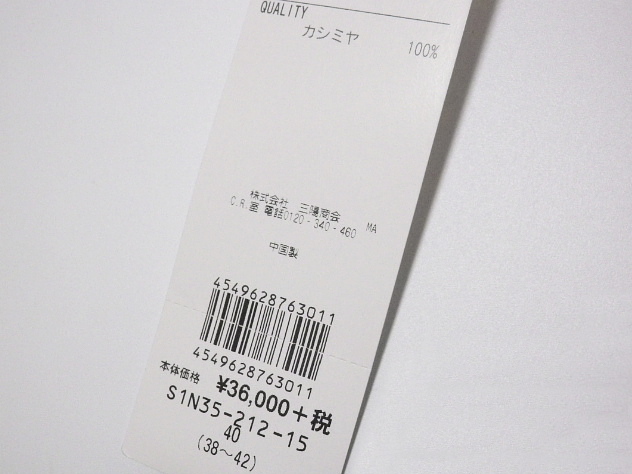 QUALITY
カシミヤ 100%
株式会社 三陽商会 MA
C.R.室 電話0120-340-460
中国製
4549628763011
4549628763011
本体価格 ¥36,000+税
S1N35-212-15
40
(38～42)